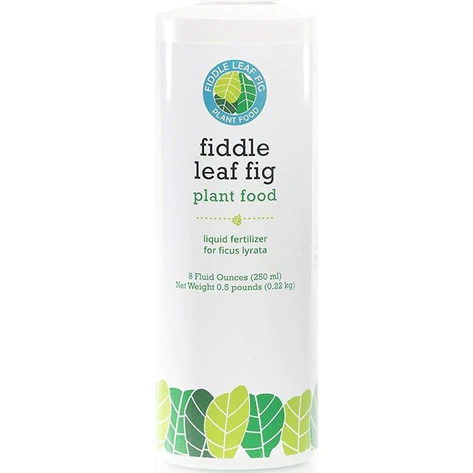 FIDDLE LEAF FIG
PLANT FOOD
fiddle
leaf fig
plant food
liquid fertilizer
for ficus lyrata
8 Fluid Ounces (250 ml)
Net Weight 0.5 pounds (0.22 kg)